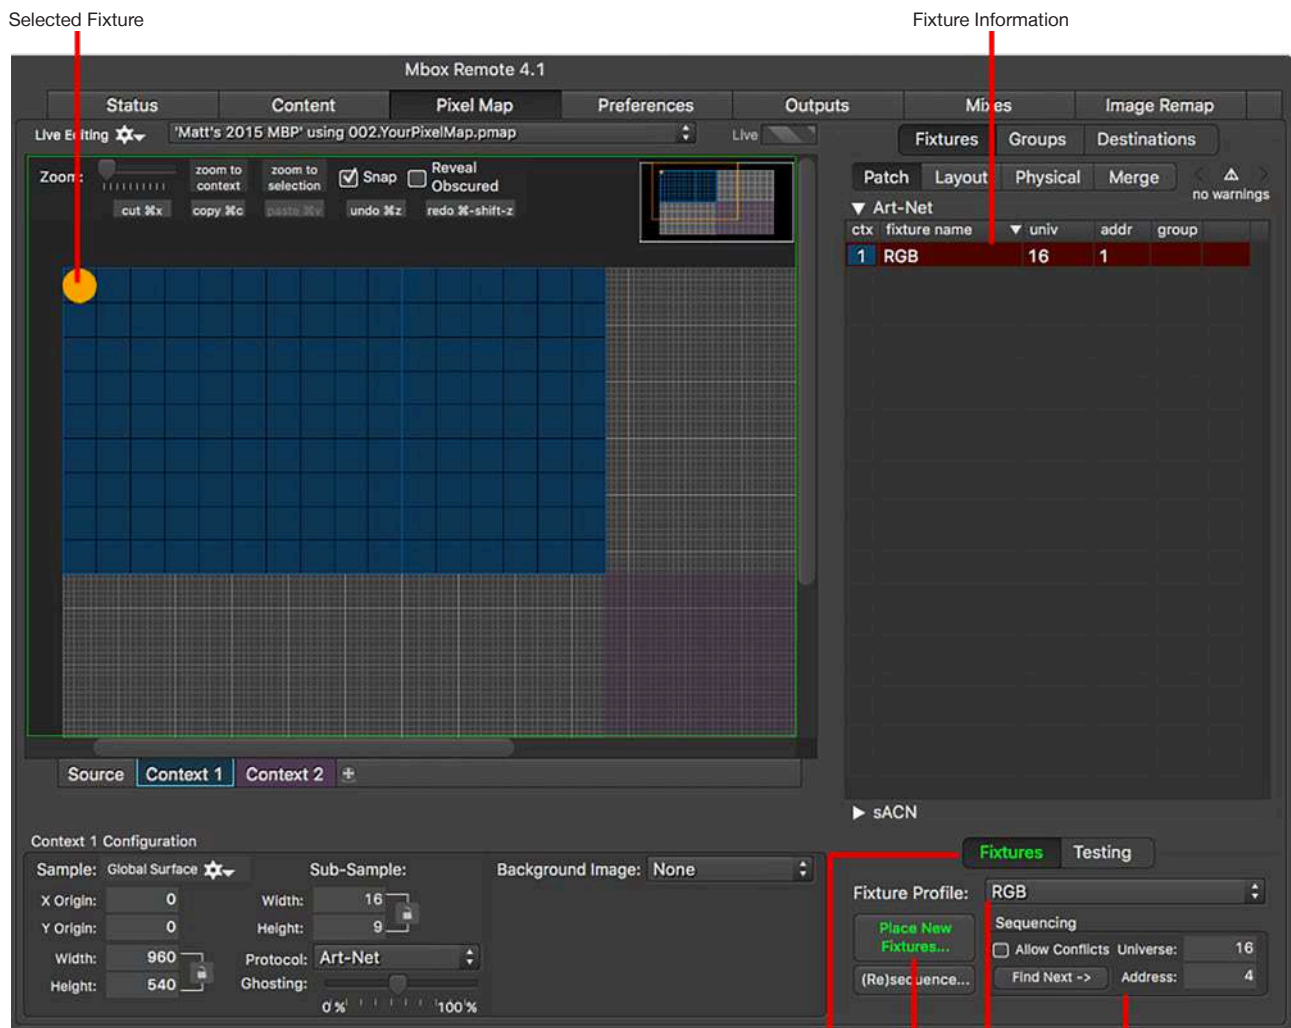 Selected Fixture
Fixture Information
Mbox Remote 4.1
Status Content Pixel Map Preferences Outputs Mixes Image Remap
Live Editing 'Matt's 2015 MBP' using 002.YourPixelMap.pmap Live
Fixtures Groups Destinations
Zoom: zoom to context zoom to selection Snap Reveal Obscured
cut ⌘x copy ⌘c paste ⌘v undo ⌘z redo ⌘-shift-z
Patch Layout Physical Merge no warnings
▼ Art-Net
ctx fixture name ▼ univ addr group
1 RGB 16 1
Source Context 1 Context 2 +
▶ sACN
Context 1 Configuration
Sample: Global Surface Sub-Sample: Background Image: None
X Origin: 0 Width: 16
Y Origin: 0 Height: 9
Width: 960 Protocol: Art-Net
Height: 540 Ghosting:
0% 100%
Fixtures Testing
Fixture Profile: RGB
Place New Fixtures... Sequencing
Allow Conflicts Universe: 16
(Re)sequence... Find Next -> Address: 4